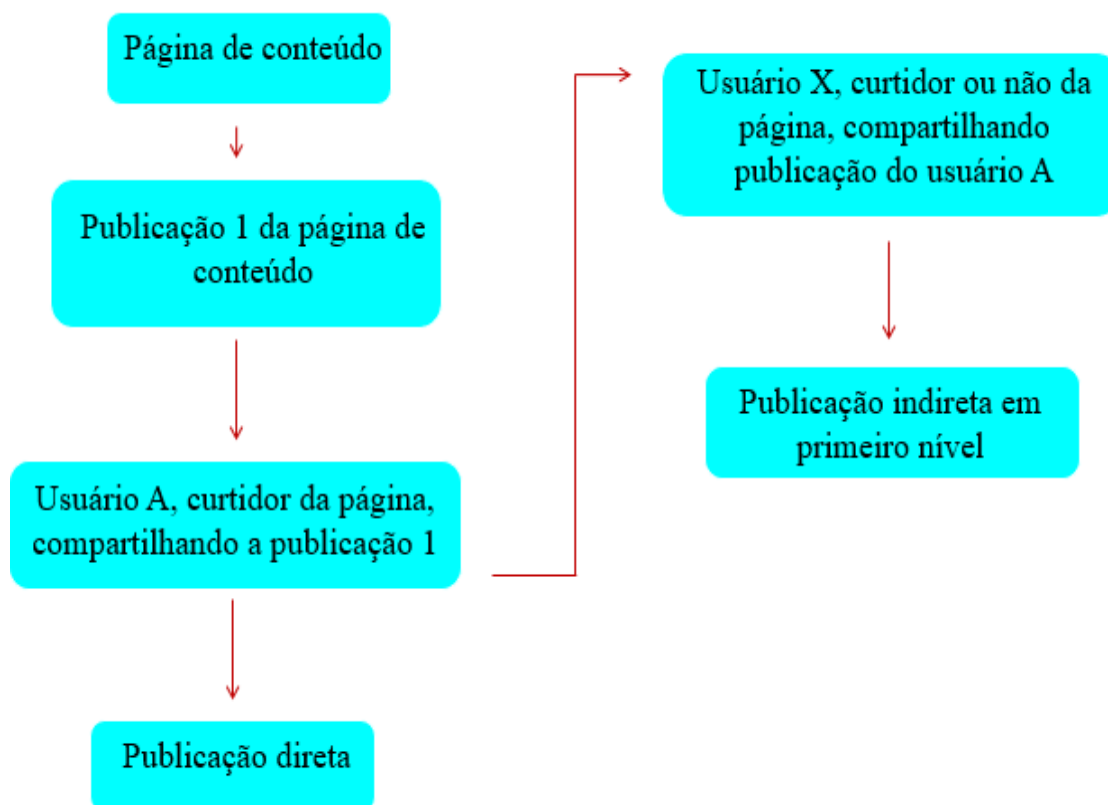 Página de conteúdo
Publicação 1 da página de
conteúdo
Usuário A, curtidor da página,
compartilhando a publicação 1
Publicação direta
Usuário X, curtidor ou não da
página, compartilhando
publicação do usuário A
Publicação indireta em
primeiro nível